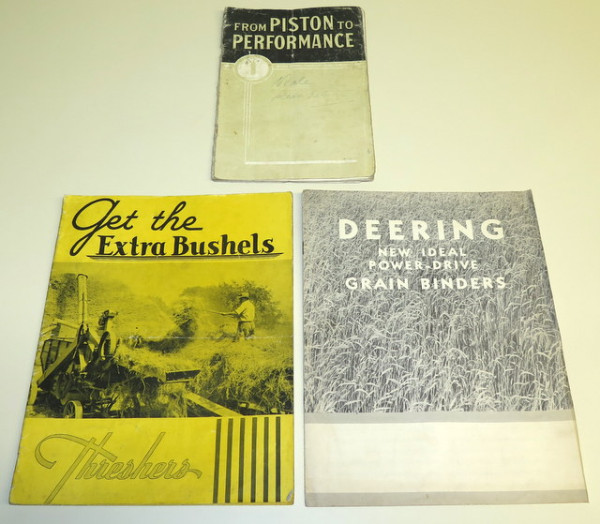 FROM PISTON TO
PERFORMANCE
Get the
Extra Bushels
Threshers
DEERING
NEW IDEAL
POWER-DRIVE
GRAIN BINDERS